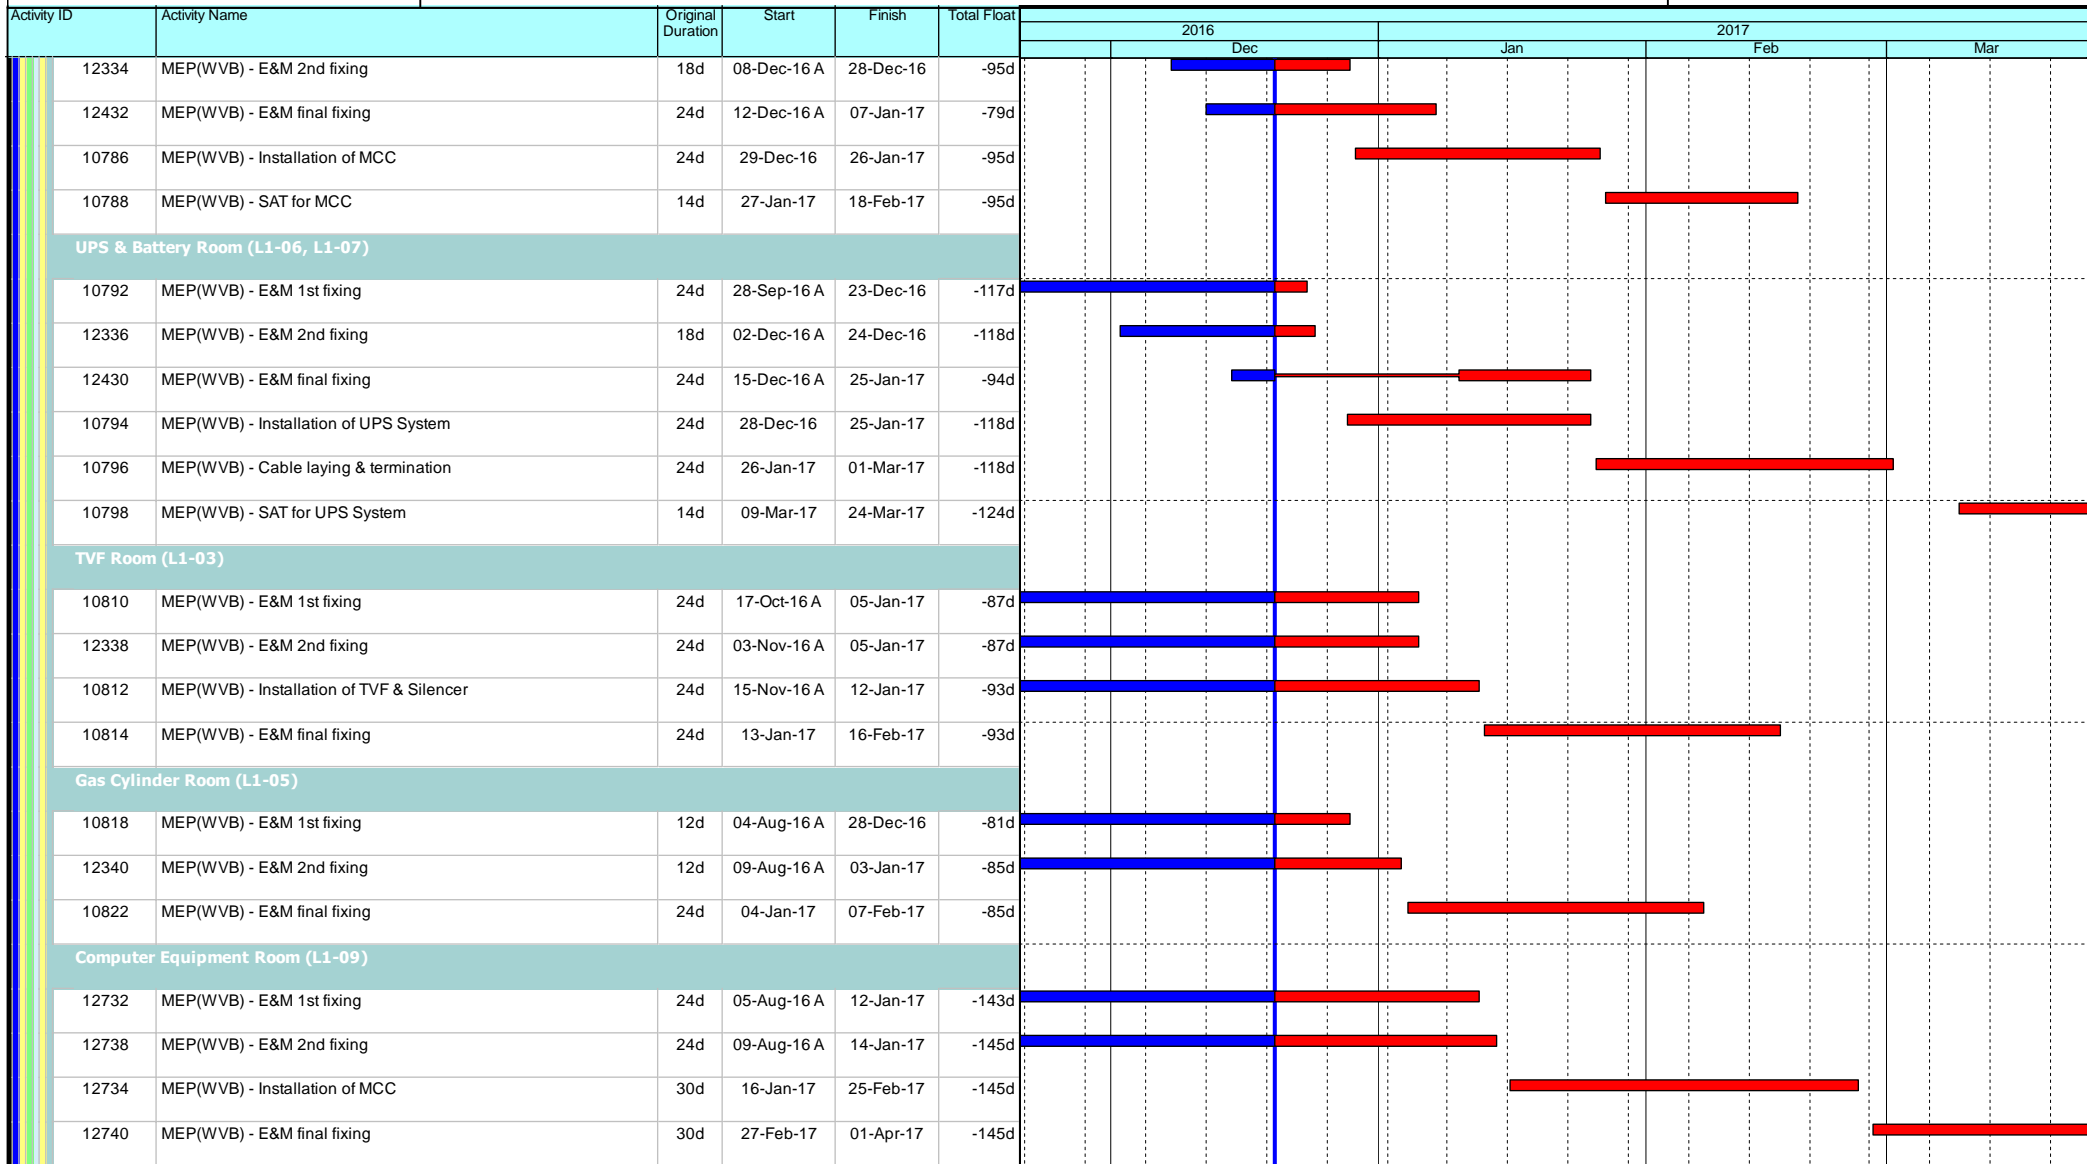 Activity ID Activity Name Original Duration Start Finish Total Float
2016 2017
Dec Jan Feb Mar
12334 MEP(WVB) - E&M 2nd fixing 18d 08-Dec-16 A 28-Dec-16 -95d
12432 MEP(WVB) - E&M final fixing 24d 12-Dec-16 A 07-Jan-17 -79d
10786 MEP(WVB) - Installation of MCC 24d 29-Dec-16 26-Jan-17 -95d
10788 MEP(WVB) - SAT for MCC 14d 27-Jan-17 18-Feb-17 -95d
UPS & Battery Room (L1-06, L1-07)
10792 MEP(WVB) - E&M 1st fixing 24d 28-Sep-16 A 23-Dec-16 -117d
12336 MEP(WVB) - E&M 2nd fixing 18d 02-Dec-16 A 24-Dec-16 -118d
12430 MEP(WVB) - E&M final fixing 24d 15-Dec-16 A 25-Jan-17 -94d
10794 MEP(WVB) - Installation of UPS System 24d 28-Dec-16 25-Jan-17 -118d
10796 MEP(WVB) - Cable laying & termination 24d 26-Jan-17 01-Mar-17 -118d
10798 MEP(WVB) - SAT for UPS System 14d 09-Mar-17 24-Mar-17 -124d
TVF Room (L1-03)
10810 MEP(WVB) - E&M 1st fixing 24d 17-Oct-16 A 05-Jan-17 -87d
12338 MEP(WVB) - E&M 2nd fixing 24d 03-Nov-16 A 05-Jan-17 -87d
10812 MEP(WVB) - Installation of TVF & Silencer 24d 15-Nov-16 A 12-Jan-17 -93d
10814 MEP(WVB) - E&M final fixing 24d 13-Jan-17 16-Feb-17 -93d
Gas Cylinder Room (L1-05)
10818 MEP(WVB) - E&M 1st fixing 12d 04-Aug-16 A 28-Dec-16 -81d
12340 MEP(WVB) - E&M 2nd fixing 12d 09-Aug-16 A 03-Jan-17 -85d
10822 MEP(WVB) - E&M final fixing 24d 04-Jan-17 07-Feb-17 -85d
Computer Equipment Room (L1-09)
12732 MEP(WVB) - E&M 1st fixing 24d 05-Aug-16 A 12-Jan-17 -143d
12738 MEP(WVB) - E&M 2nd fixing 24d 09-Aug-16 A 14-Jan-17 -145d
12734 MEP(WVB) - Installation of MCC 30d 16-Jan-17 25-Feb-17 -145d
12740 MEP(WVB) - E&M final fixing 30d 27-Feb-17 01-Apr-17 -145d